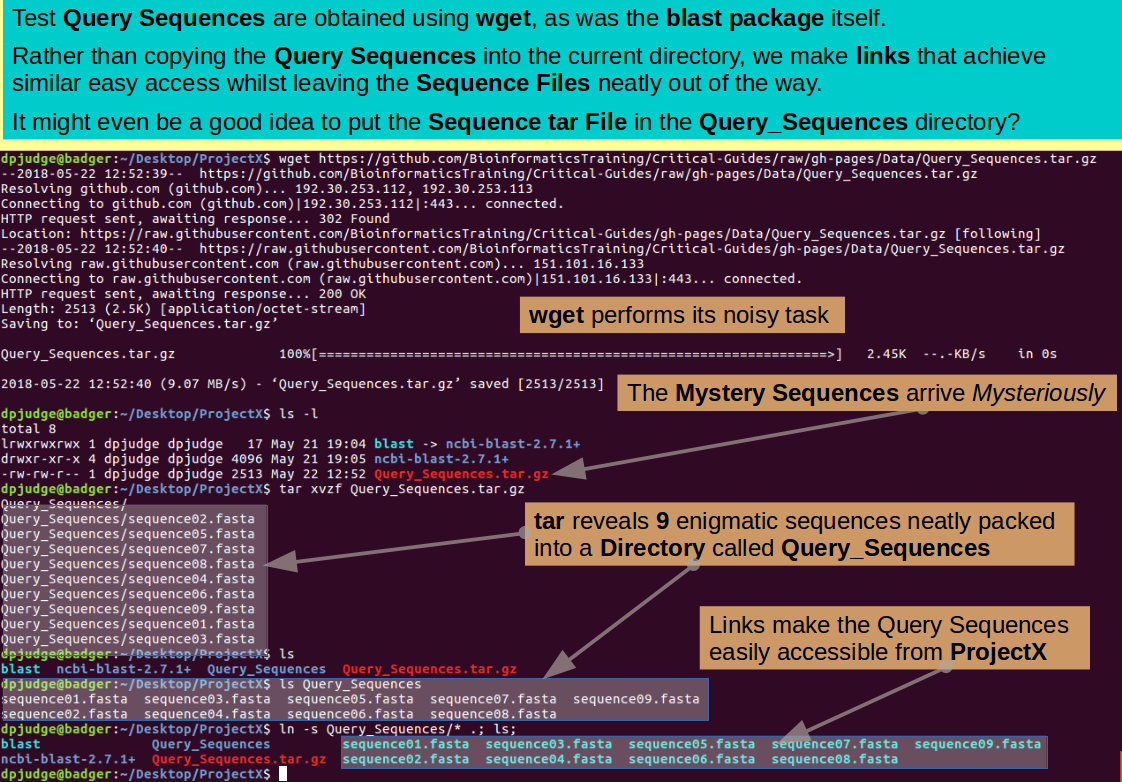 Test Query Sequences are obtained using wget, as was the blast package itself.
Rather than copying the Query Sequences into the current directory, we make links that achieve
similar easy access whilst leaving the Sequence Files neatly out of the way.
It might even be a good idea to put the Sequence tar File in the Query_Sequences directory?
dpjudge@badger:~/Desktop/ProjectX$ wget https://github.com/BioinformaticsTraining/Critical-Guides/raw/gh-pages/Data/Query_Sequences.tar.gz
--2018-05-22 12:52:39--  https://github.com/BioinformaticsTraining/Critical-Guides/raw/gh-pages/Data/Query_Sequences.tar.gz
Resolving github.com (github.com)... 192.30.253.112, 192.30.253.113
Connecting to github.com (github.com)|192.30.253.112|:443... connected.
HTTP request sent, awaiting response... 302 Found
Location: https://raw.githubusercontent.com/BioinformaticsTraining/Critical-Guides/gh-pages/Data/Query_Sequences.tar.gz [following]
--2018-05-22 12:52:40--  https://raw.githubusercontent.com/BioinformaticsTraining/Critical-Guides/gh-pages/Data/Query_Sequences.tar.gz
Resolving raw.githubusercontent.com (raw.githubusercontent.com)... 151.101.16.133
Connecting to raw.githubusercontent.com (raw.githubusercontent.com)|151.101.16.133|:443... connected.
HTTP request sent, awaiting response... 200 OK
Length: 2513 (2.5K) [application/octet-stream]
Saving to: ‘Query_Sequences.tar.gz’
wget performs its noisy task
Query_Sequences.tar.gz 100%[================================================================>] 2.45K --.-KB/s in 0s
2018-05-22 12:52:40 (9.07 MB/s) - ‘Query_Sequences.tar.gz’ saved [2513/2513]
The Mystery Sequences arrive Mysteriously
dpjudge@badger:~/Desktop/ProjectX$ ls -l
total 8
lrwxrwxrwx 1 dpjudge dpjudge   17 May 21 19:04 blast -> ncbi-blast-2.7.1+
drwxr-xr-x 4 dpjudge dpjudge 4096 May 21 19:05 ncbi-blast-2.7.1+
-rw-rw-r-- 1 dpjudge dpjudge 2513 May 22 12:52 Query_Sequences.tar.gz
dpjudge@badger:~/Desktop/ProjectX$ tar xvzf Query_Sequences.tar.gz
Query_Sequences/
Query_Sequences/sequence02.fasta
Query_Sequences/sequence05.fasta
Query_Sequences/sequence07.fasta
Query_Sequences/sequence08.fasta
Query_Sequences/sequence04.fasta
Query_Sequences/sequence06.fasta
Query_Sequences/sequence09.fasta
Query_Sequences/sequence01.fasta
Query_Sequences/sequence03.fasta
tar reveals 9 enigmatic sequences neatly packed
into a Directory called Query_Sequences
Links make the Query Sequences
easily accessible from ProjectX
dpjudge@badger:~/Desktop/ProjectX$ ls
blast  ncbi-blast-2.7.1+  Query_Sequences  Query_Sequences.tar.gz
dpjudge@badger:~/Desktop/ProjectX$ ls Query_Sequences
sequence01.fasta  sequence03.fasta  sequence05.fasta  sequence07.fasta  sequence09.fasta
sequence02.fasta  sequence04.fasta  sequence06.fasta  sequence08.fasta
dpjudge@badger:~/Desktop/ProjectX$ ln -s Query_Sequences/* .; ls;
blast              Query_Sequences         sequence01.fasta  sequence03.fasta  sequence05.fasta  sequence07.fasta  sequence09.fasta
ncbi-blast-2.7.1+  Query_Sequences.tar.gz  sequence02.fasta  sequence04.fasta  sequence06.fasta  sequence08.fasta
dpjudge@badger:~/Desktop/ProjectX$